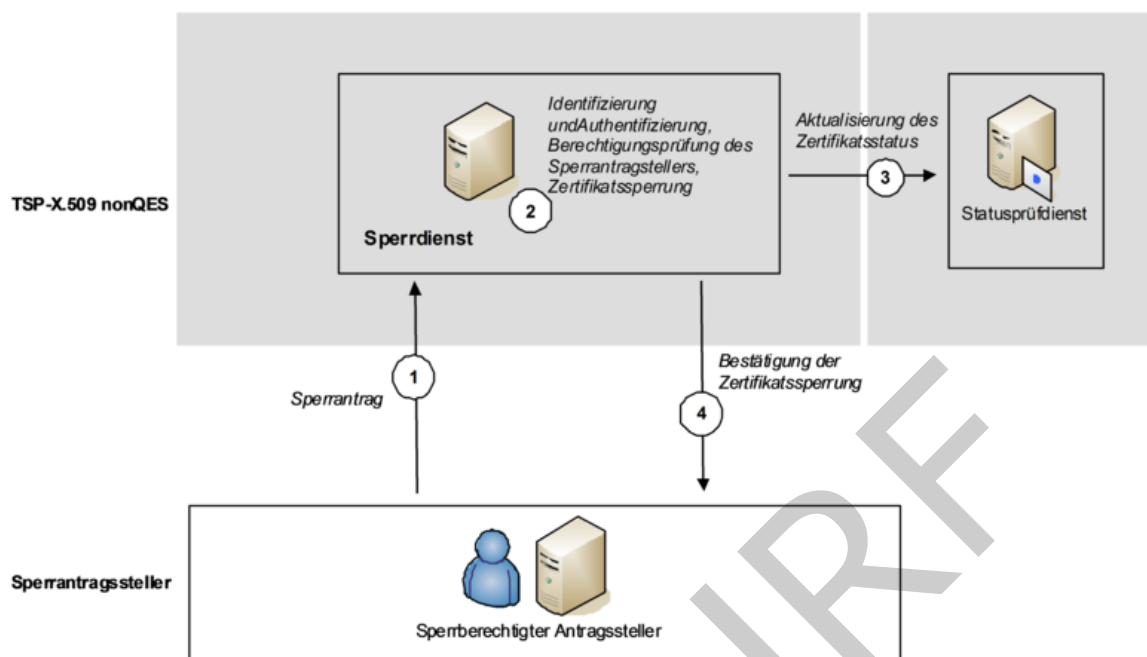 Identifizierung
undAuthentifizierung,
Berechtigungsprüfung des
Sperrantragstellers,
Zertifikatssperrung
2
Sperrdienst
Aktualisierung des
Zertifikatsstatus
3
Statusprüfdienst
TSP-X.509 nonQES
1
Sperrantrag
Bestätigung der
Zertifikatssperrung
4
Sperrantragssteller
Sperrberechtigter Antragssteller